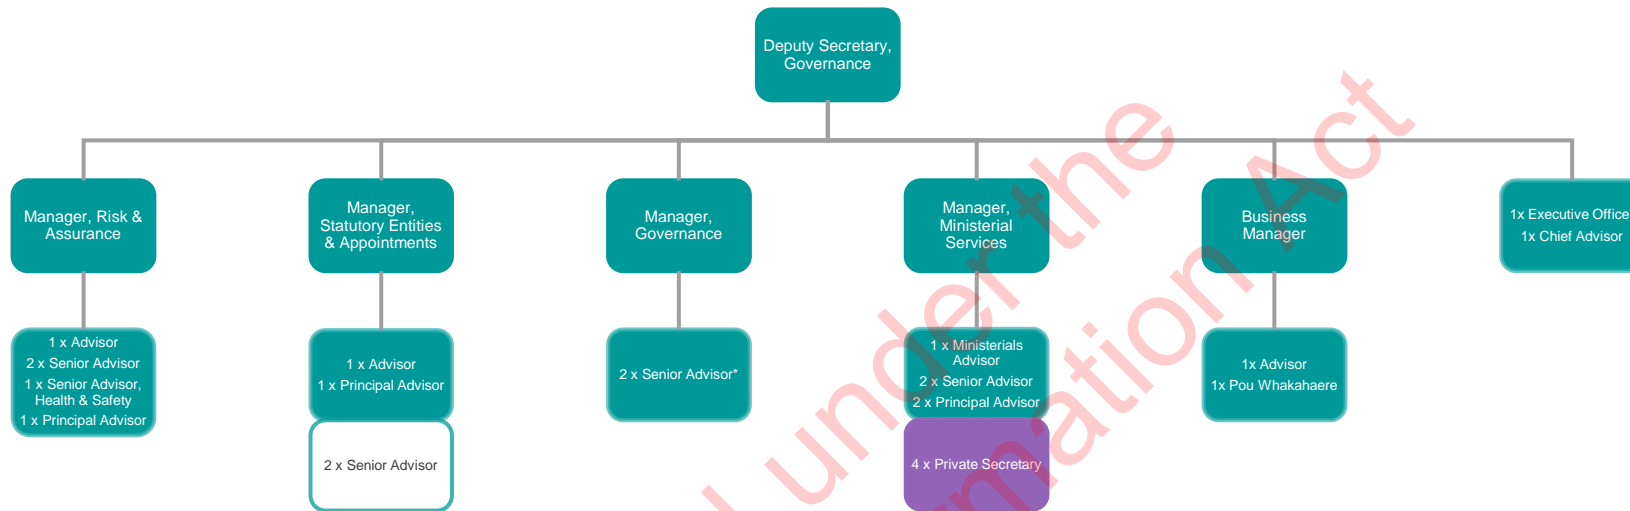 Deputy Secretary,
Governance
Manager, Risk &
Assurance
Manager,
Statutory Entities
& Appointments
Manager,
Governance
Manager,
Ministerial
Services
Business
Manager
1x Executive Office
1x Chief Advisor
1 x Advisor
2 x Senior Advisor
1 x Senior Advisor,
Health & Safety
1 x Principal Advisor
1 x Advisor
1 x Principal Advisor
2 x Senior Advisor
2 x Senior Advisor*
1 x Ministerials
Advisor
2 x Senior Advisor
2 x Principal Advisor
4 x Private Secretary
1x Advisor
1x Pou Whakahaere
under the
mation Act